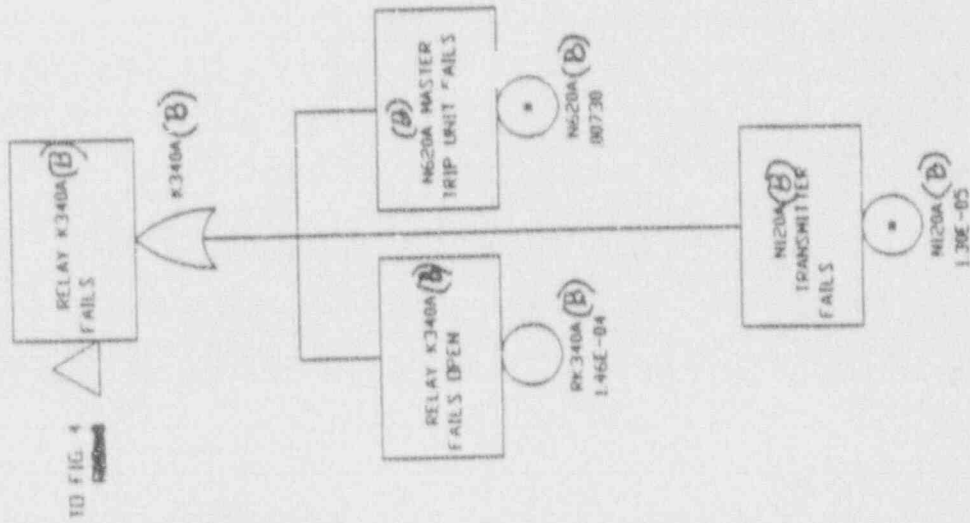 TO FIG. 4
RELAY K340A(B)
FAILS
K340A(B)
RELAY K340A(B)
FAILS OPEN
RK340A(B)
1.46E-04
(B)
N620A MASTER
TRIP UNIT FAILS
N620A(B)
.00730
N120A(B)
TRANSMITTER
FAILS
N120A(B)
1.30E-05